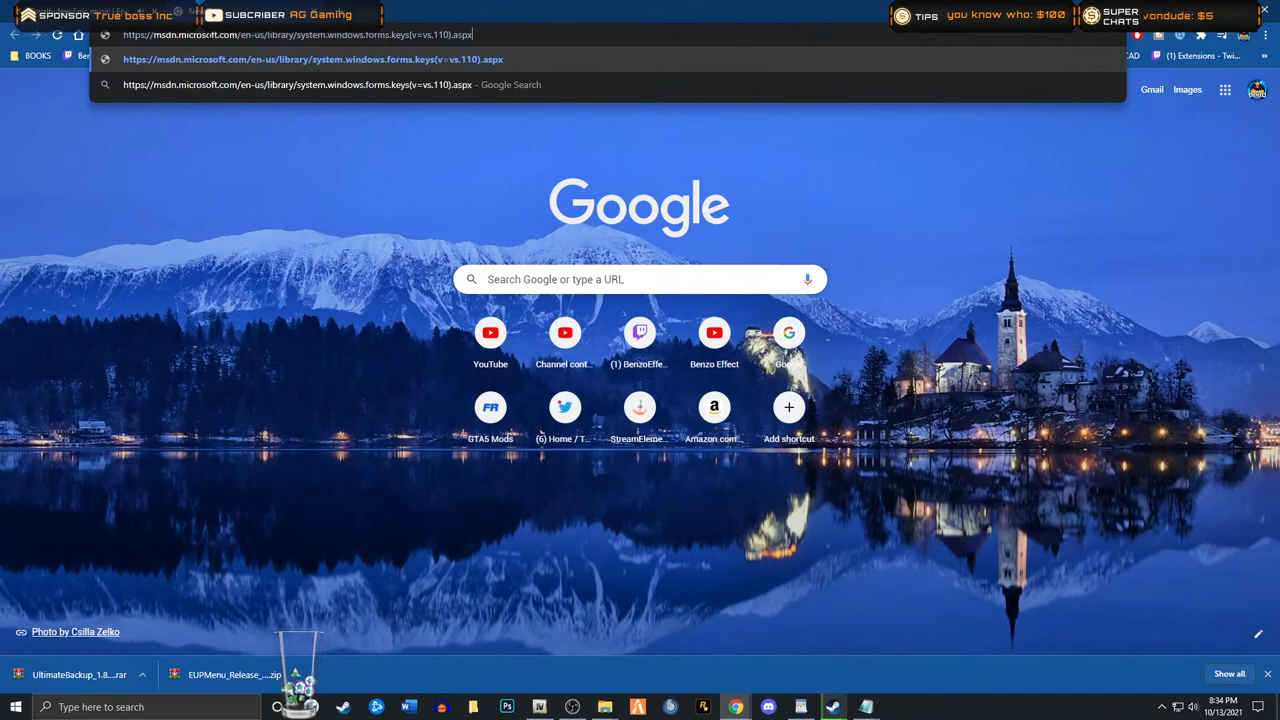 SPONSOR True boss inc
SUBCRIBER AG Gaming
TIPS you know who: $100
SUPER CHATS vondude: $5
https://msdn.microsoft.com/en-us/library/system.windows.forms.keys(v=vs.110).aspx
https://msdn.microsoft.com/en-us/library/system.windows.forms.keys(v=vs.110).aspx
https://msdn.microsoft.com/en-us/library/system.windows.forms.keys(v=vs.110).aspx - Google Search
BOOKS
Ben
CAD
(1) Extensions - Twi...
»
Gmail Images
Google
Search Google or type a URL
YouTube Channel cont... (1) BenzoEffe... Benzo Effect Google
GTA5 Mods (6) Home / T... StreamEleme... Amazon.com... Add shortcut
Photo by Csilla Zelko
UltimateBackup_1.8....rar
EUPMenu_Release_....zip
Show all
Type here to search
8:34 PM
10/13/2021